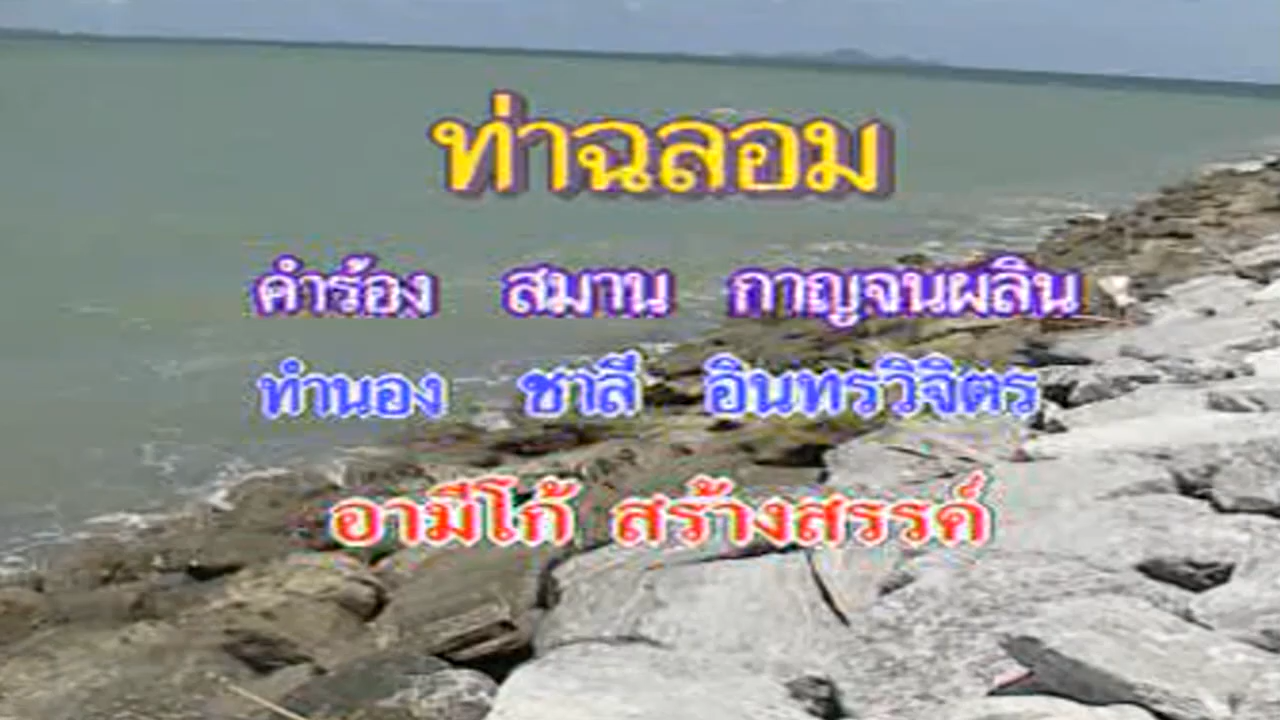 ท่าฉลอม
คำร้อง สมาน กาญจนผลิน
ทำนอง ชาลี อินทรวิจิตร
อามีโก้ สร้างสรรค์